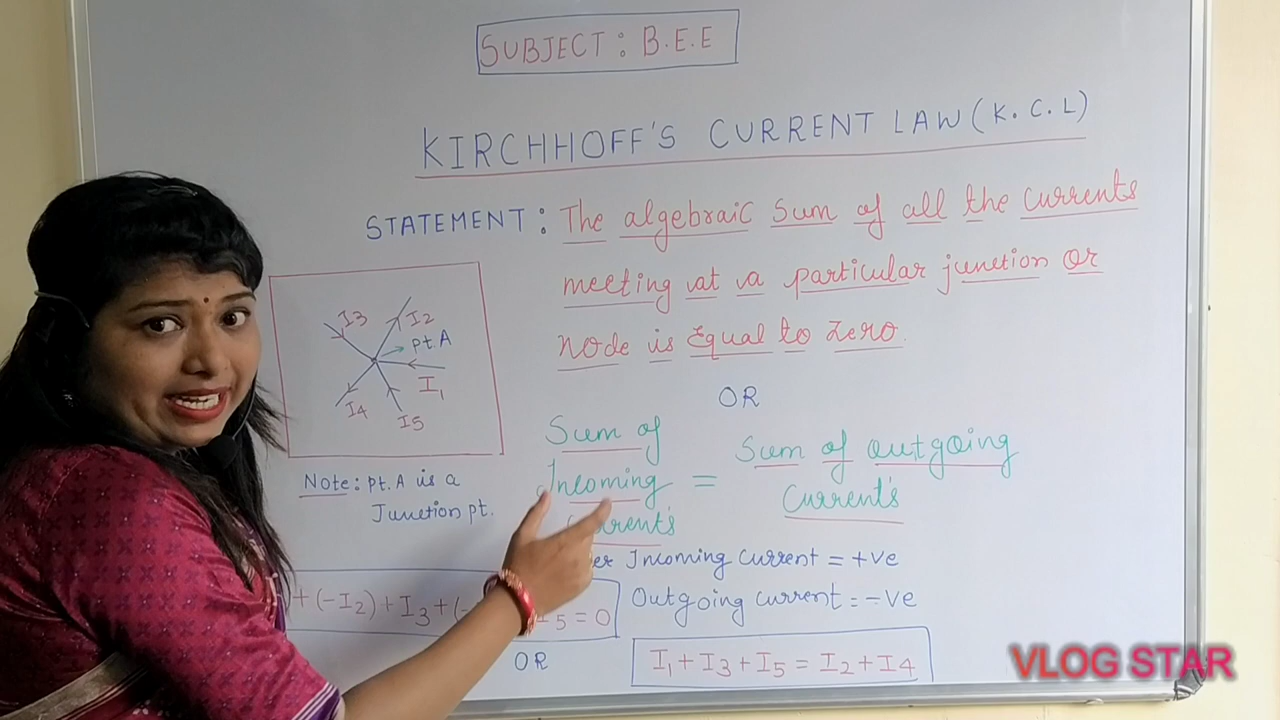 SUBJECT : B.E.E
KIRCHHOFF'S CURRENT LAW (K.C.L)
STATEMENT : The algebraic Sum of all the currents
meeting at a particular junction or
node is Equal to zero.
I3
I2
pt.A
I1
I4
I5
Note: pt.A is a
Junction pt.
OR
Sum of
Incoming
Current's
=
Sum of outgoing
Current's
Incoming current = +ve
Outgoing current = -ve
+(-I2)+I3+(- I5 = 0
OR
I1+I3+I5 = I2+I4
VLOG STAR